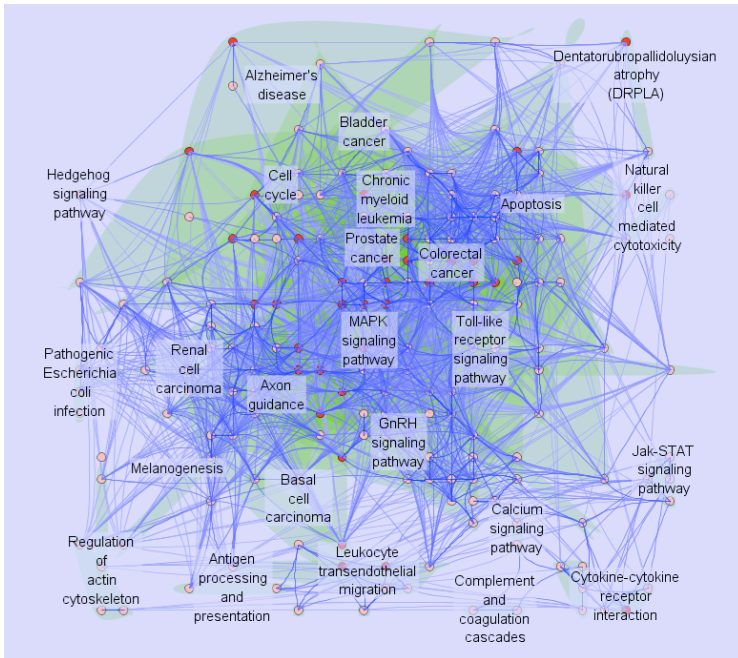 Alzheimer's
disease
Dentatorubropallidoluysian
atrophy
(DRPLA)
Bladder
cancer
Hedgehog
signaling
pathway
Cell
cycle
Chronic
myeloid
leukemia
Apoptosis
Natural
killer
cell
mediated
cytotoxicity
Prostate
cancer
Colorectal
cancer
Pathogenic
Escherichia
coli
infection
Renal
cell
carcinoma
MAPK
signaling
pathway
Toll-like
receptor
signaling
pathway
Axon
guidance
GnRH
signaling
pathway
Melanogenesis
Basal
cell
carcinoma
Jak-STAT
signaling
pathway
Calcium
signaling
pathway
Regulation
of
actin
cytoskeleton
Antigen
processing
and
presentation
Leukocyte
transendothelial
migration
Complement
and
coagulation
cascades
Cytokine-cytokine
receptor
interaction